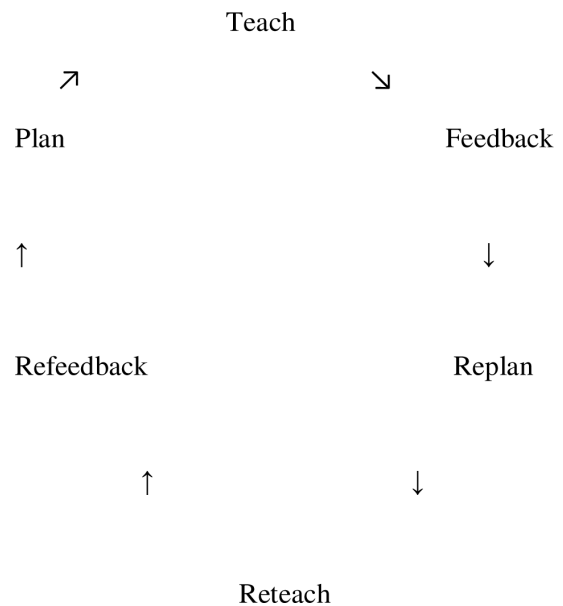 Teach
↗ ↘
Plan Feedback
↑ ↓
Refeedback Replan
↑ ↓
Reteach